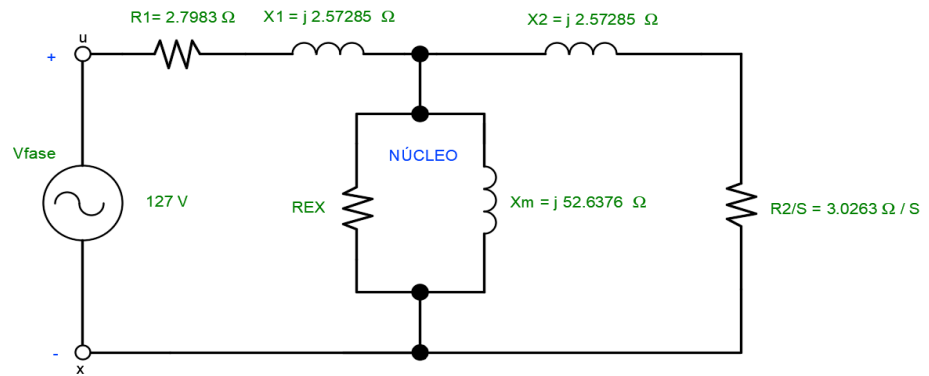 R1= 2.7983 Ω
X1 = j 2.57285 Ω
X2 = j 2.57285 Ω
u
+
Vfase
127 V
NÚCLEO
REX
Xm = j 52.6376 Ω
R2/S = 3.0263 Ω / S
-
x